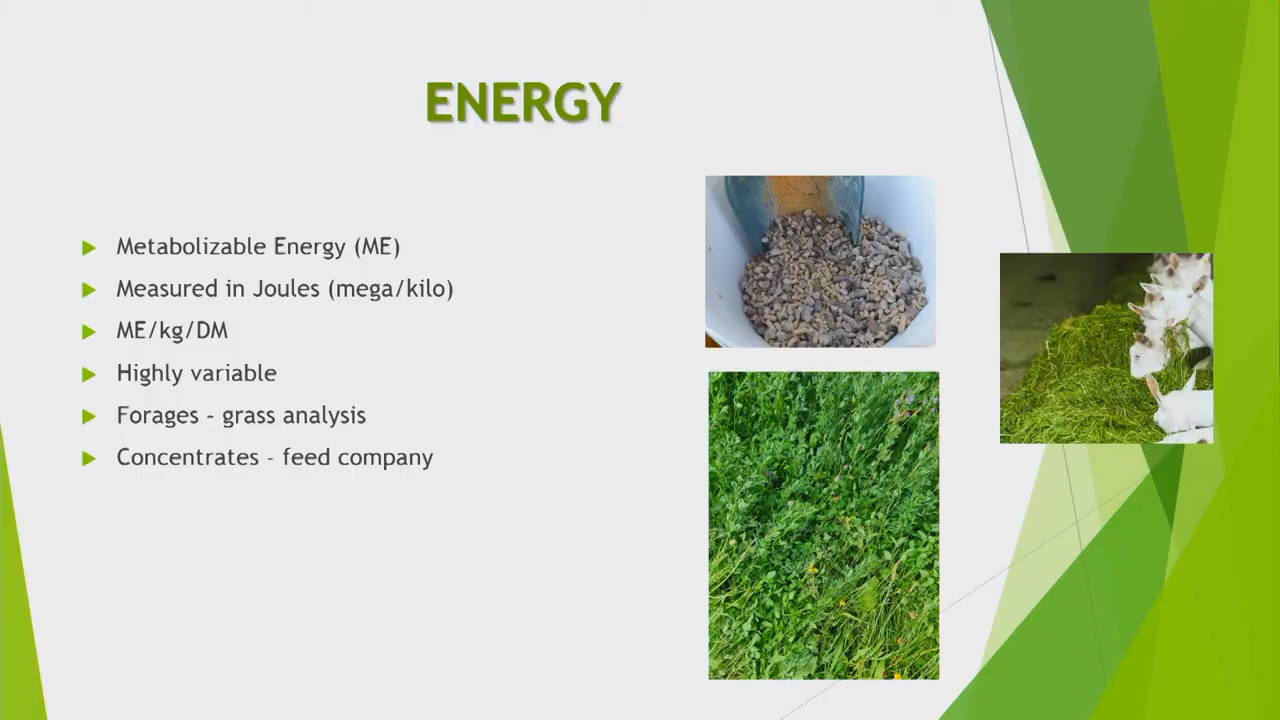 ENERGY
Metabolizable Energy (ME)
Measured in Joules (mega/kilo)
ME/kg/DM
Highly variable
Forages – grass analysis
Concentrates - feed company